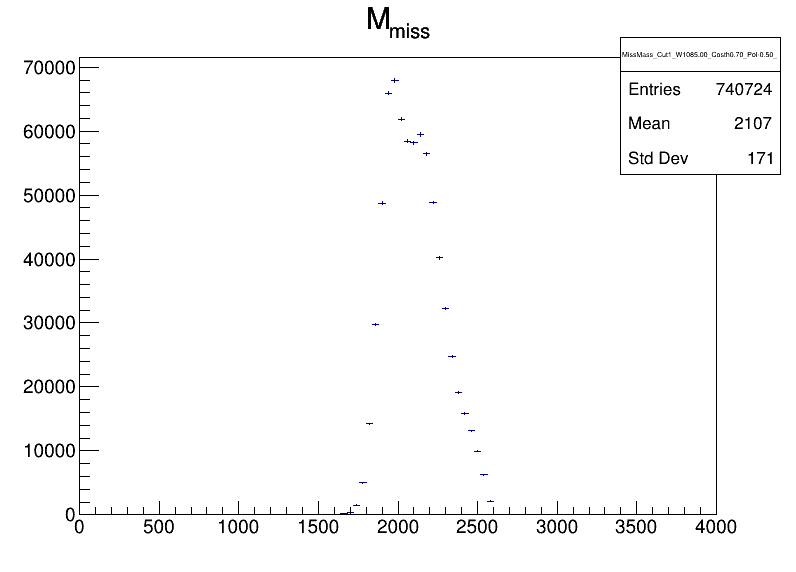 M_miss
MissMass_Cut1_W1085.00_Costh0.70_Pol-0.50_
Entries 740724
Mean 2107
Std Dev 171
70000
60000
50000
40000
30000
20000
10000
0
0 500 1000 1500 2000 2500 3000 3500 4000